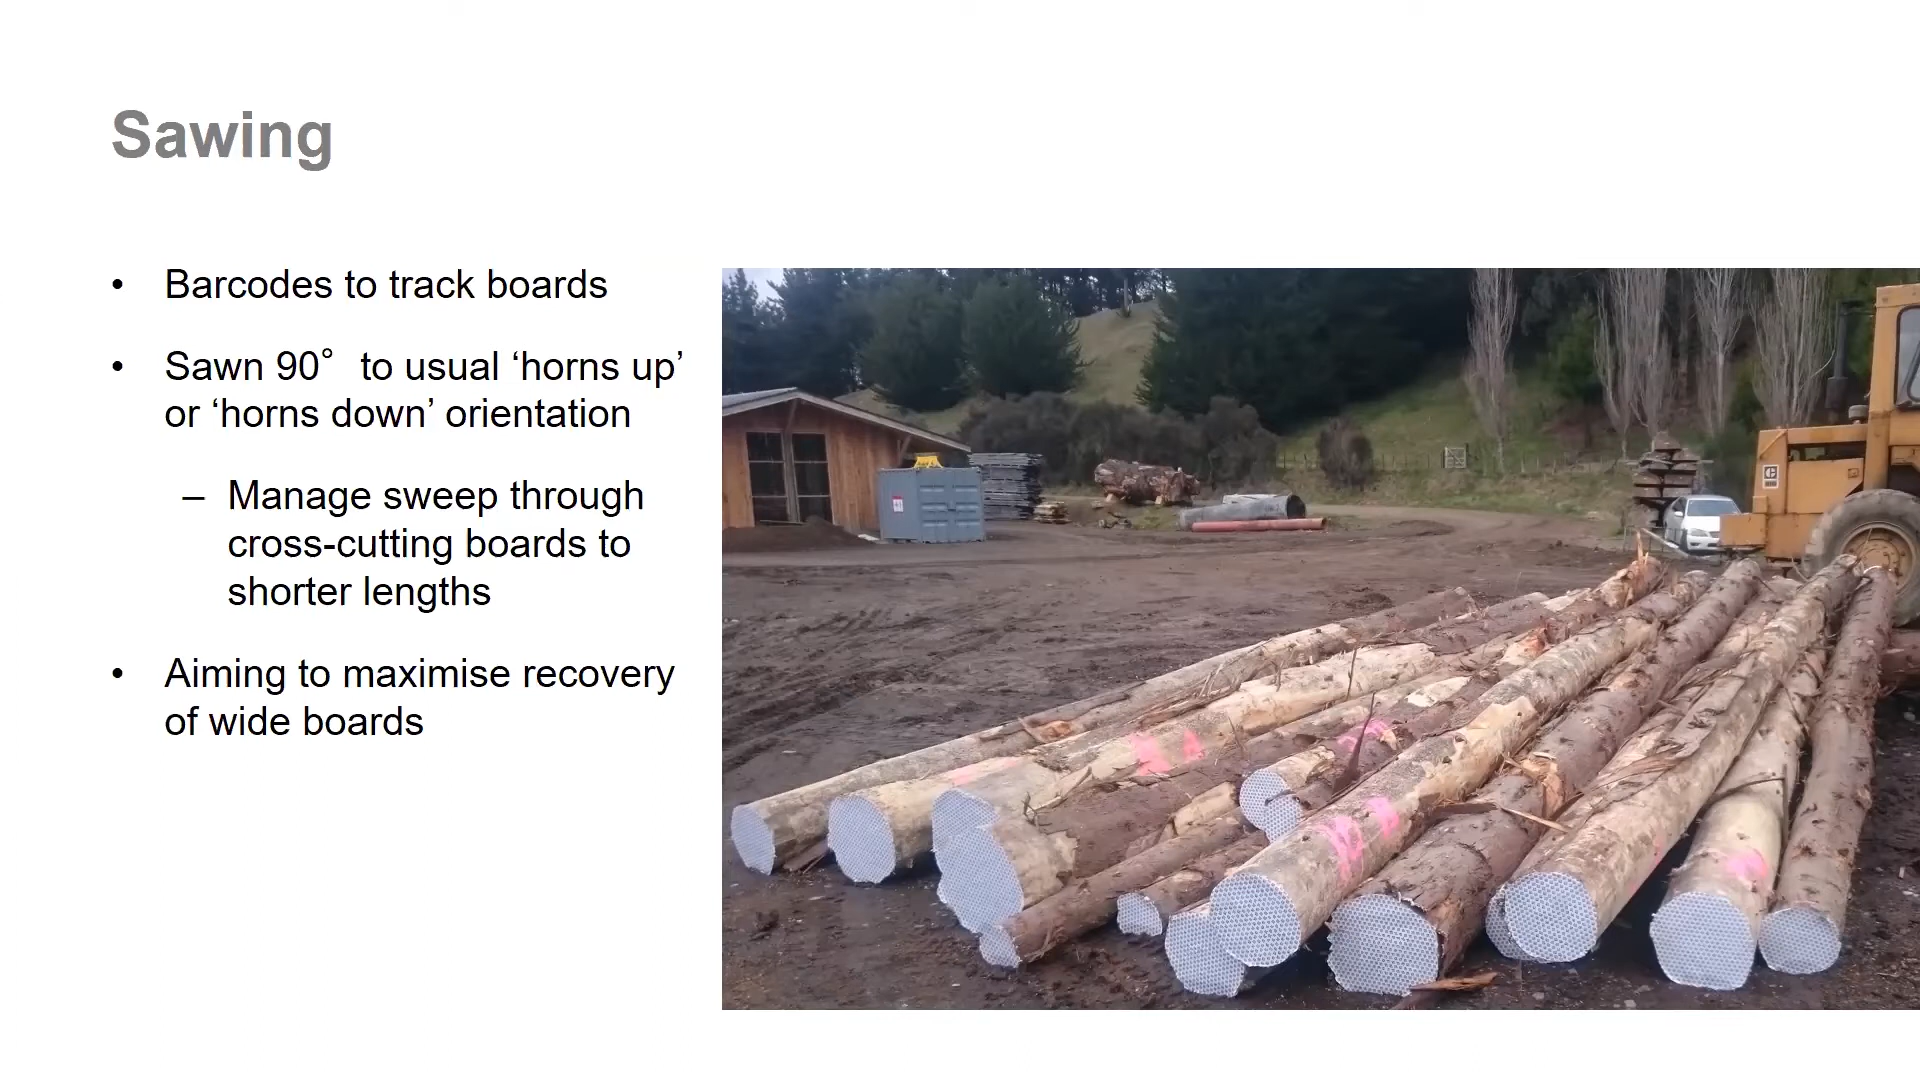 Sawing
• Barcodes to track boards
• Sawn 90° to usual ‘horns up’
or ‘horns down’ orientation
– Manage sweep through
cross-cutting boards to
shorter lengths
• Aiming to maximise recovery
of wide boards